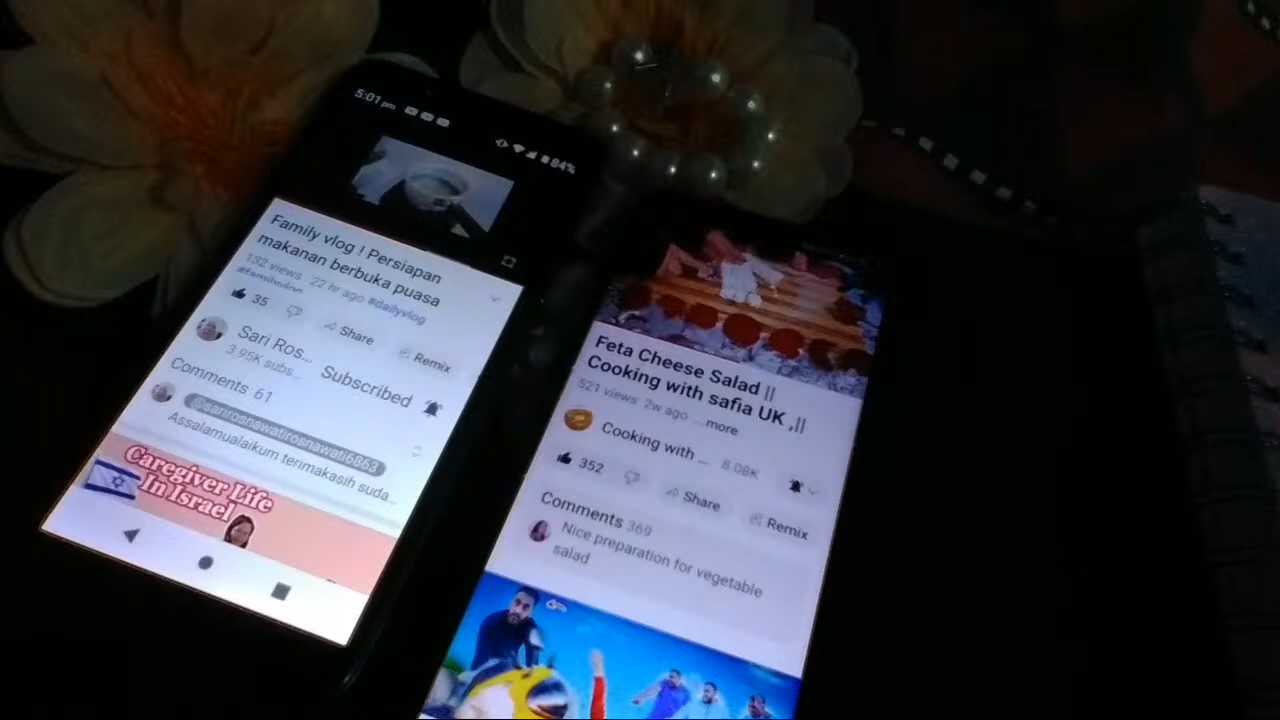 5:01 pm
84%
Family vlog ! Persiapan
makanan berbuka puasa
132 views 22 hr ago #dailyvlog
#familyvlog
35
Share
Remix
Sari Ros...
3.95K subs...
Subscribed
Comments 61
@sarirosnawatirosnawati6863
Assalamualaikum terimakasih suda...
Caregiver Life
In Israel
Feta Cheese Salad ||
Cooking with safia UK ,||
521 views 2w ago ...more
Cooking with ... 8.08K
352
Share
Remix
Comments 369
Nice preparation for vegetable
salad